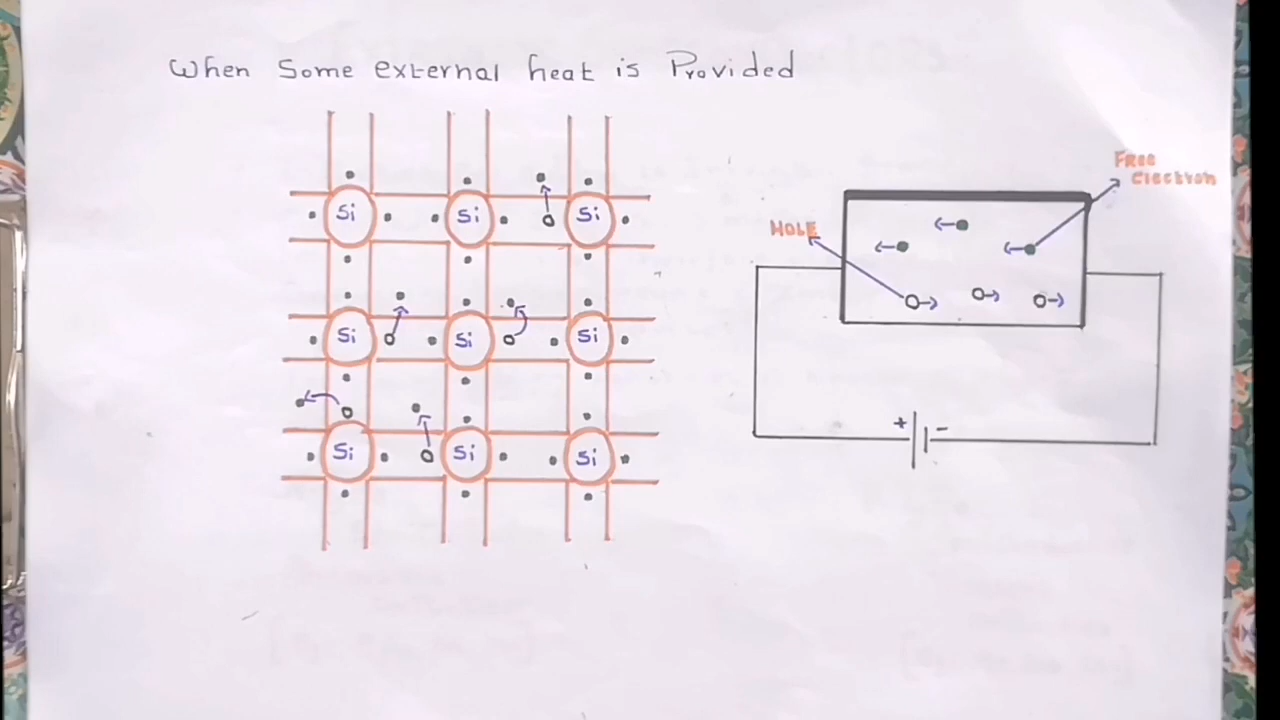 When Some external heat is Provided
Si Si Si
Si Si Si
Si Si Si
Free
Electron
HOLE
+ -